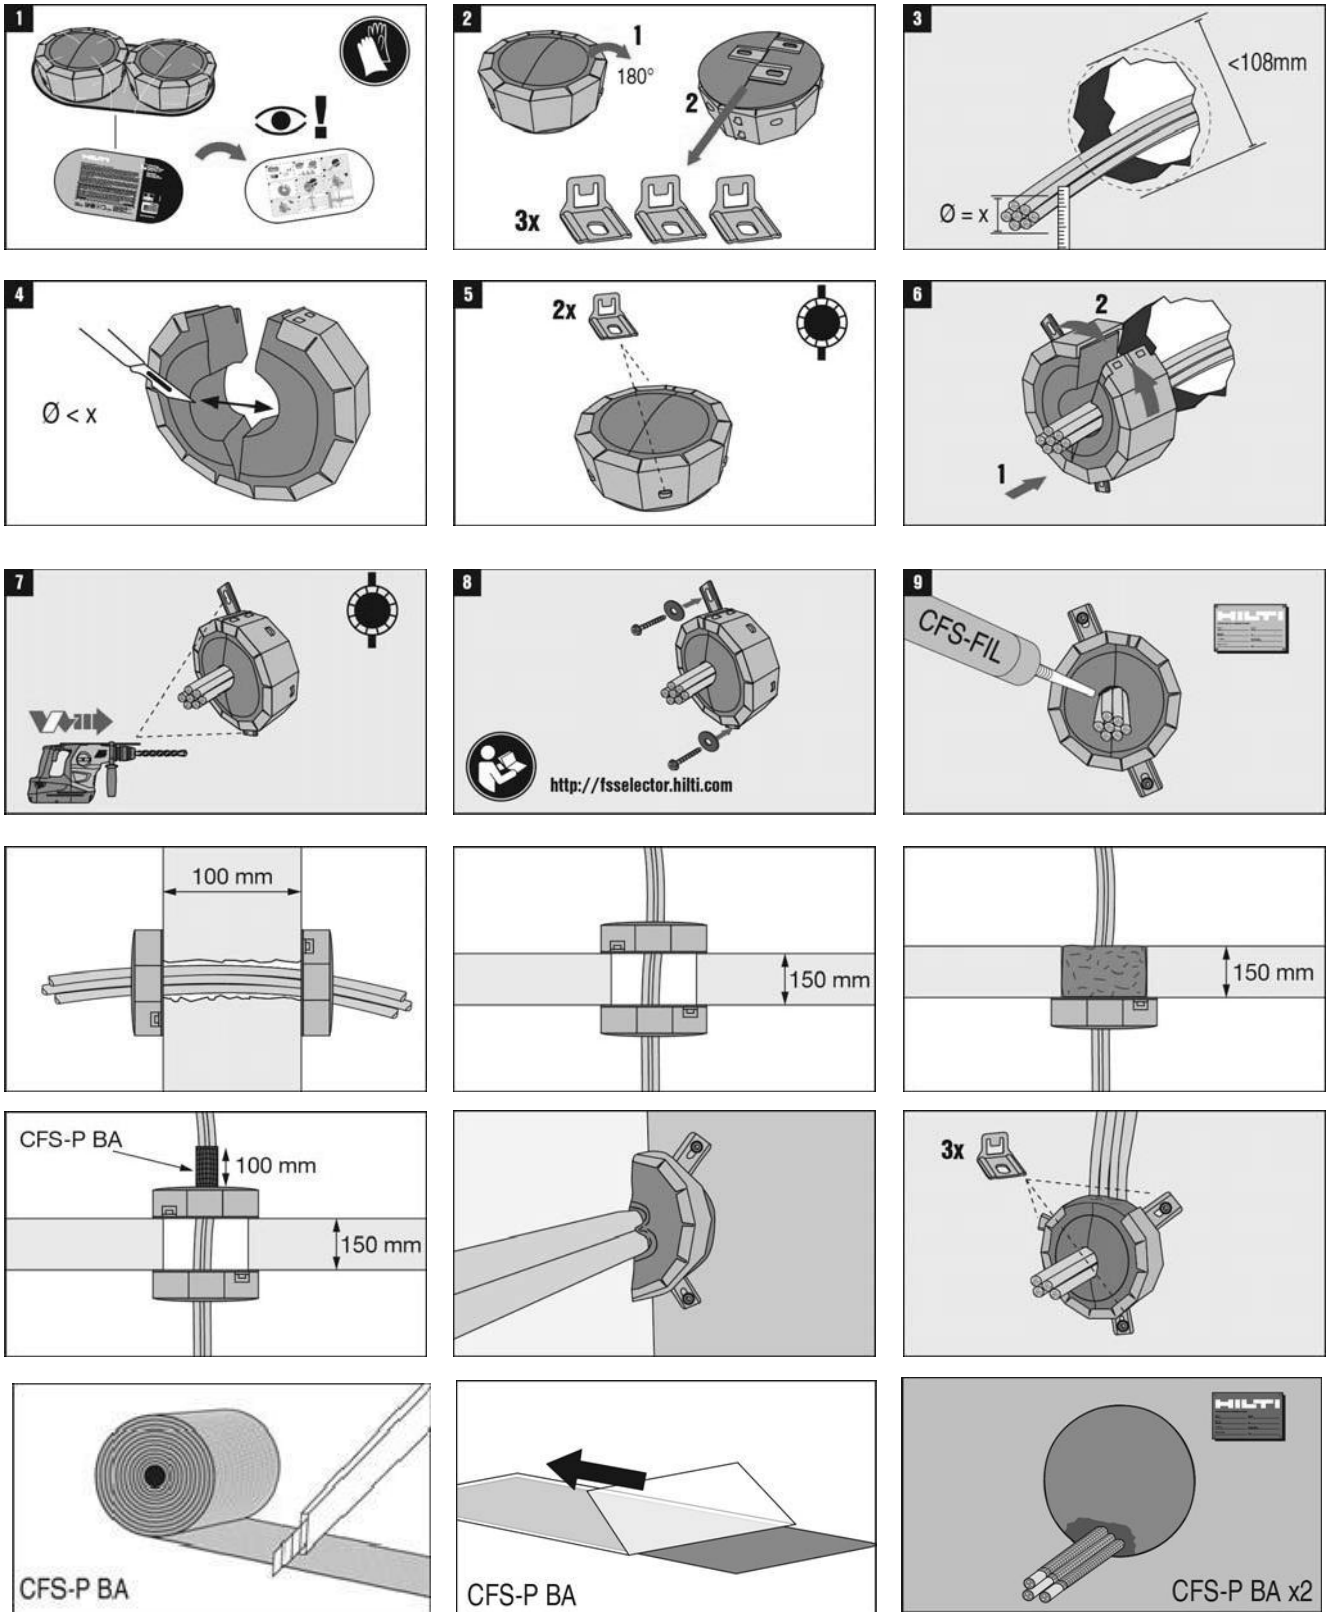 1
HILTI
2
1
180°
2
3x
3
<108mm
Ø = x
4
Ø < x
5
2x
6
2
1
7
8
http://fsselector.hilti.com
9
CFS-FIL
HILTI
100 mm
150 mm
150 mm
CFS-P BA
100 mm
150 mm
3x
CFS-P BA
CFS-P BA
HILTI
CFS-P BA x2